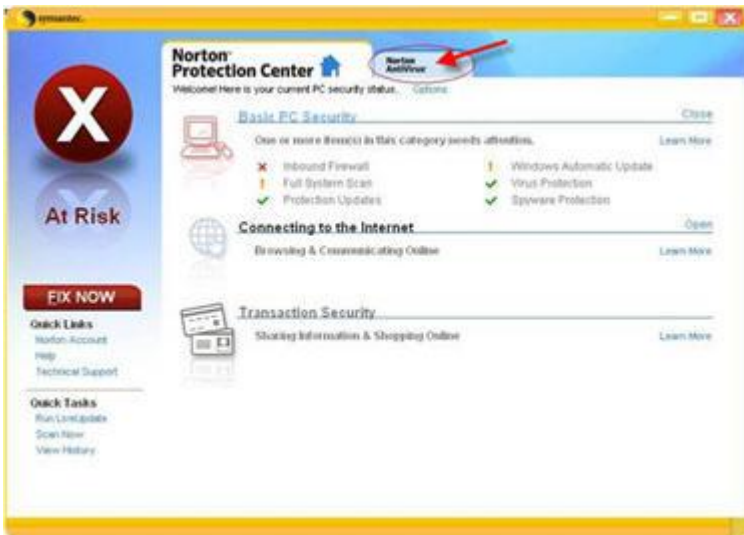 symantec.
Norton™
Protection Center
Norton
AntiVirus
Welcome! Here is your current PC security status. Options
At Risk
FIX NOW
Quick Links
Norton Account
Help
Technical Support
Quick Tasks
Run LiveUpdate
Scan Now
View History
Basic PC Security Close
One or more item(s) in this category needs attention. Learn More
Inbound Firewall Windows Automatic Update
Full System Scan Virus Protection
Protection Updates Spyware Protection
Connecting to the Internet Open
Browsing & Communicating Online Learn More
Transaction Security
Sharing Information & Shopping Online Learn More